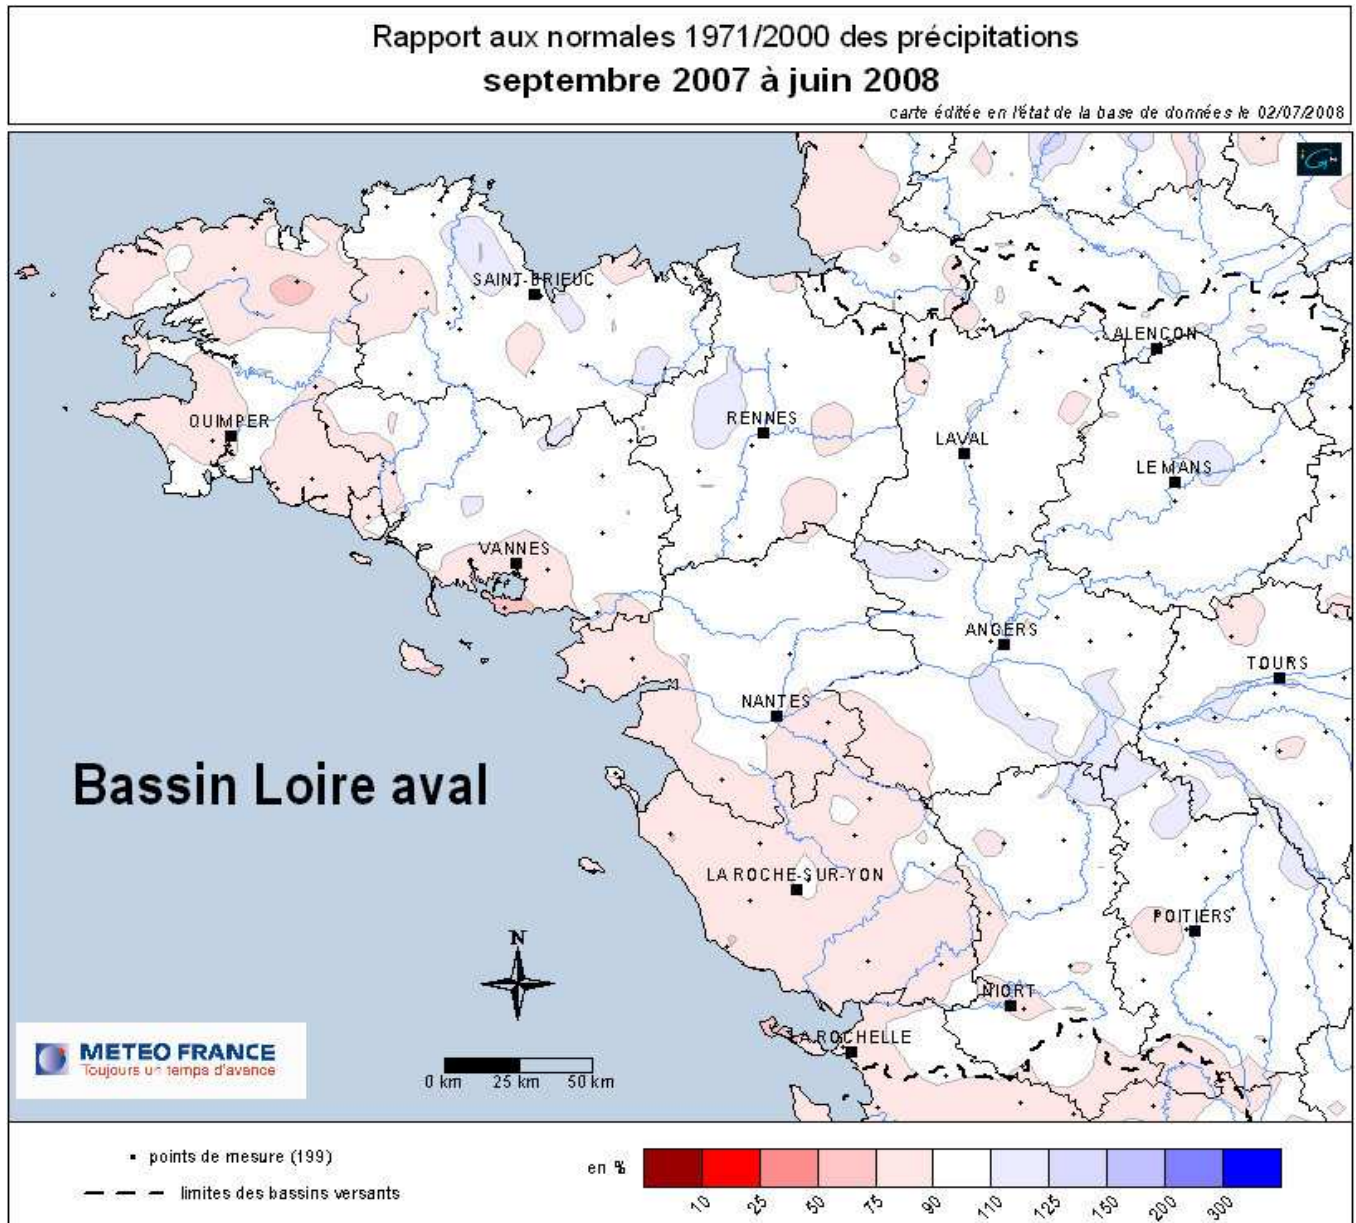 Rapport aux normales 1971/2000 des précipitations
septembre 2007 à juin 2008
carte éditée en l'état de la base de données le 02/07/2008
SAINT-BRIEUC
ALENCON
QUIMPER
RENNES
LAVAL
LE MANS
VANNES
ANGERS
TOURS
NANTES
Bassin Loire aval
LA ROCHE-SUR-YON
POITIERS
N
NIORT
LA ROCHELLE
METEO FRANCE
Toujours un temps d'avance
0 km 25 km 50 km
points de mesure (199)
limites des bassins versants
en %
10 25 50 75 90 110 125 150 200 300